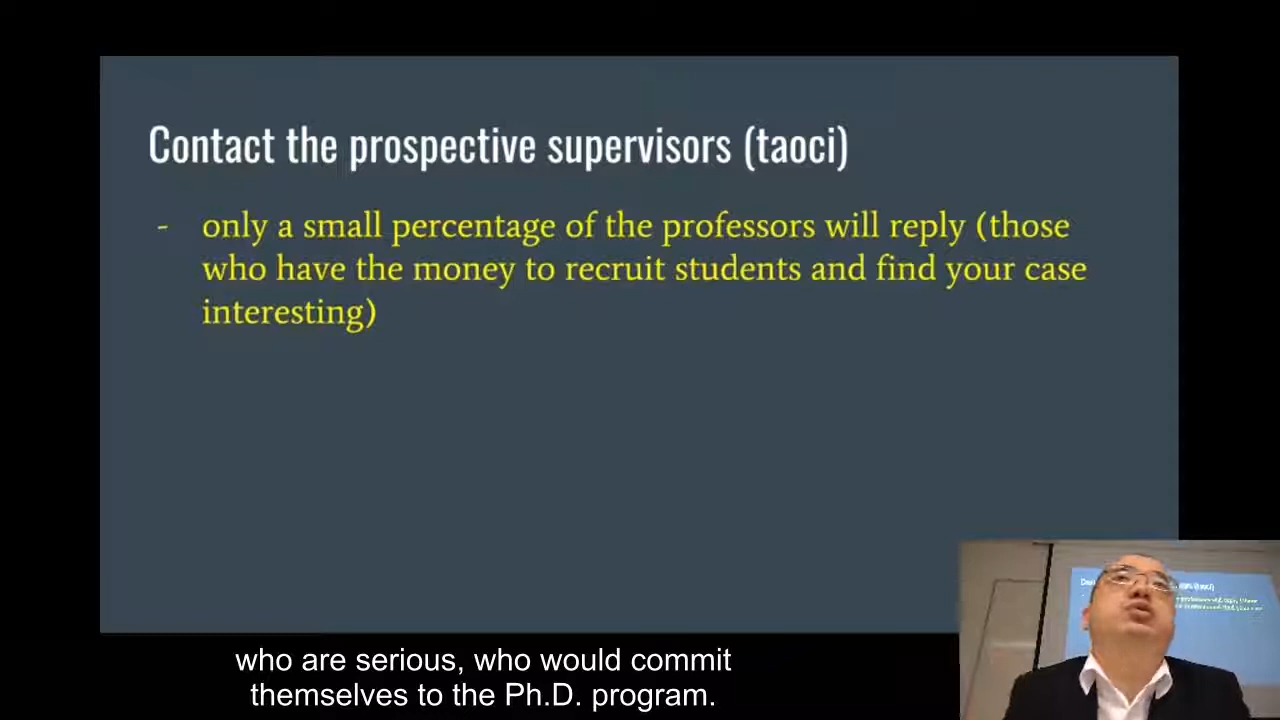 Contact the prospective supervisors (taoci)
- only a small percentage of the professors will reply (those
who have the money to recruit students and find your case
interesting)
who are serious, who would commit
themselves to the Ph.D. program.